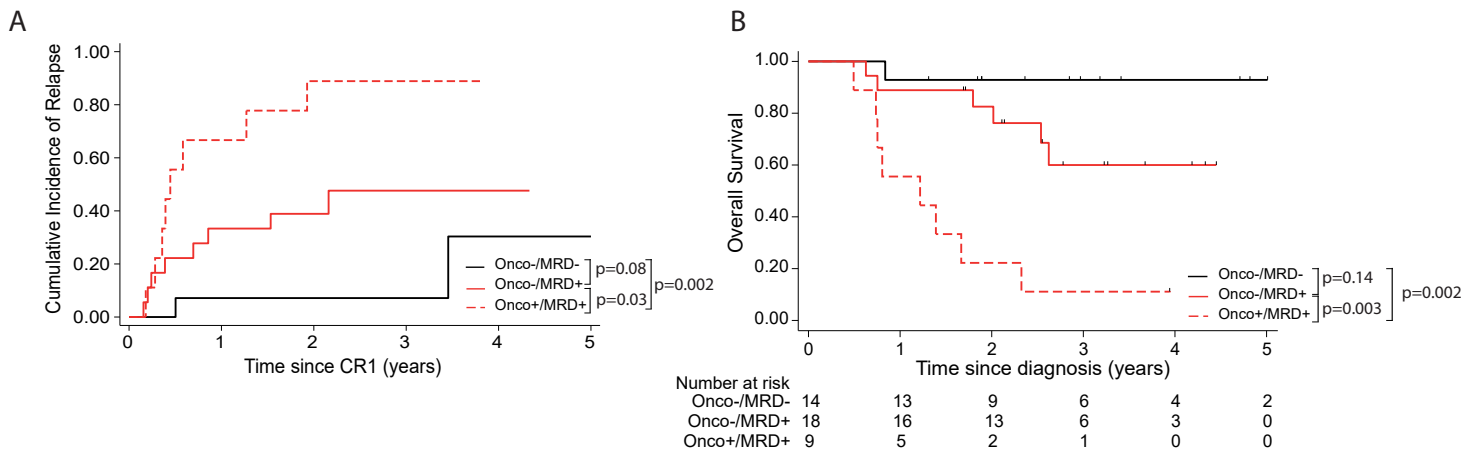 A
Cumulative Incidence of Relapse
1.00
0.80
0.60
0.40
0.20
0.00
0 1 2 3 4 5
Time since CR1 (years)
Onco-/MRD-
Onco-/MRD+
Onco+/MRD+
p=0.08
p=0.03
p=0.002
B
Overall Survival
1.00
0.80
0.60
0.40
0.20
0.00
0 1 2 3 4 5
Time since diagnosis (years)
Onco-/MRD-
Onco-/MRD+
Onco+/MRD+
p=0.14
p=0.003
p=0.002
Number at risk
Onco-/MRD- 14 13 9 6 4 2
Onco-/MRD+ 18 16 13 6 3 0
Onco+/MRD+ 9 5 2 1 0 0